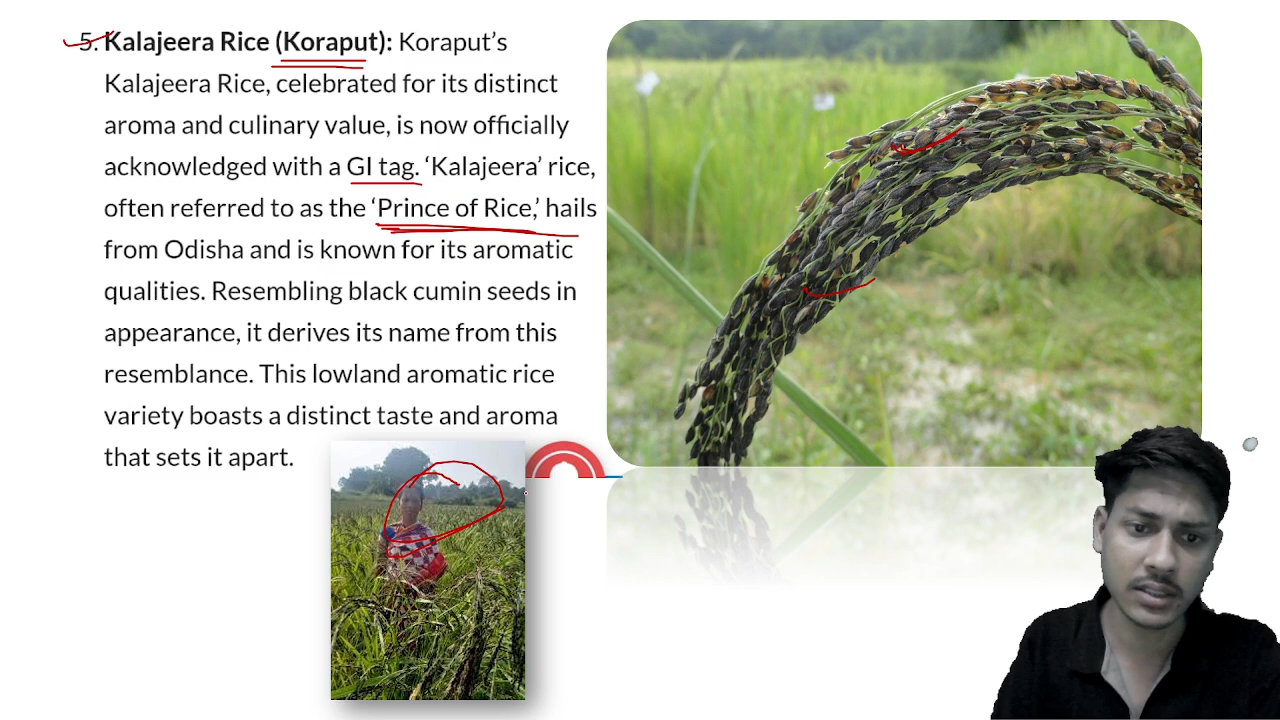 5. Kalajeera Rice (Koraput): Koraput’s
Kalajeera Rice, celebrated for its distinct
aroma and culinary value, is now officially
acknowledged with a GI tag. ‘Kalajeera’ rice,
often referred to as the ‘Prince of Rice,’ hails
from Odisha and is known for its aromatic
qualities. Resembling black cumin seeds in
appearance, it derives its name from this
resemblance. This lowland aromatic rice
variety boasts a distinct taste and aroma
that sets it apart.